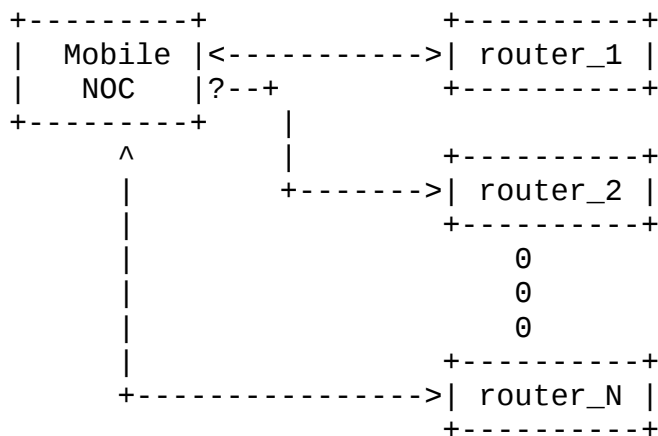 +---------+            +----------+
|  Mobile |<----------->| router_1 |
|   NOC   |?--+         +----------+
+---------+   |
     ^        |        +----------+
     |        +------->| router_2 |
     |                 +----------+
     |                    0
     |                    0
     |                    0
     |                 +----------+
     +---------------->| router_N |
                       +----------+